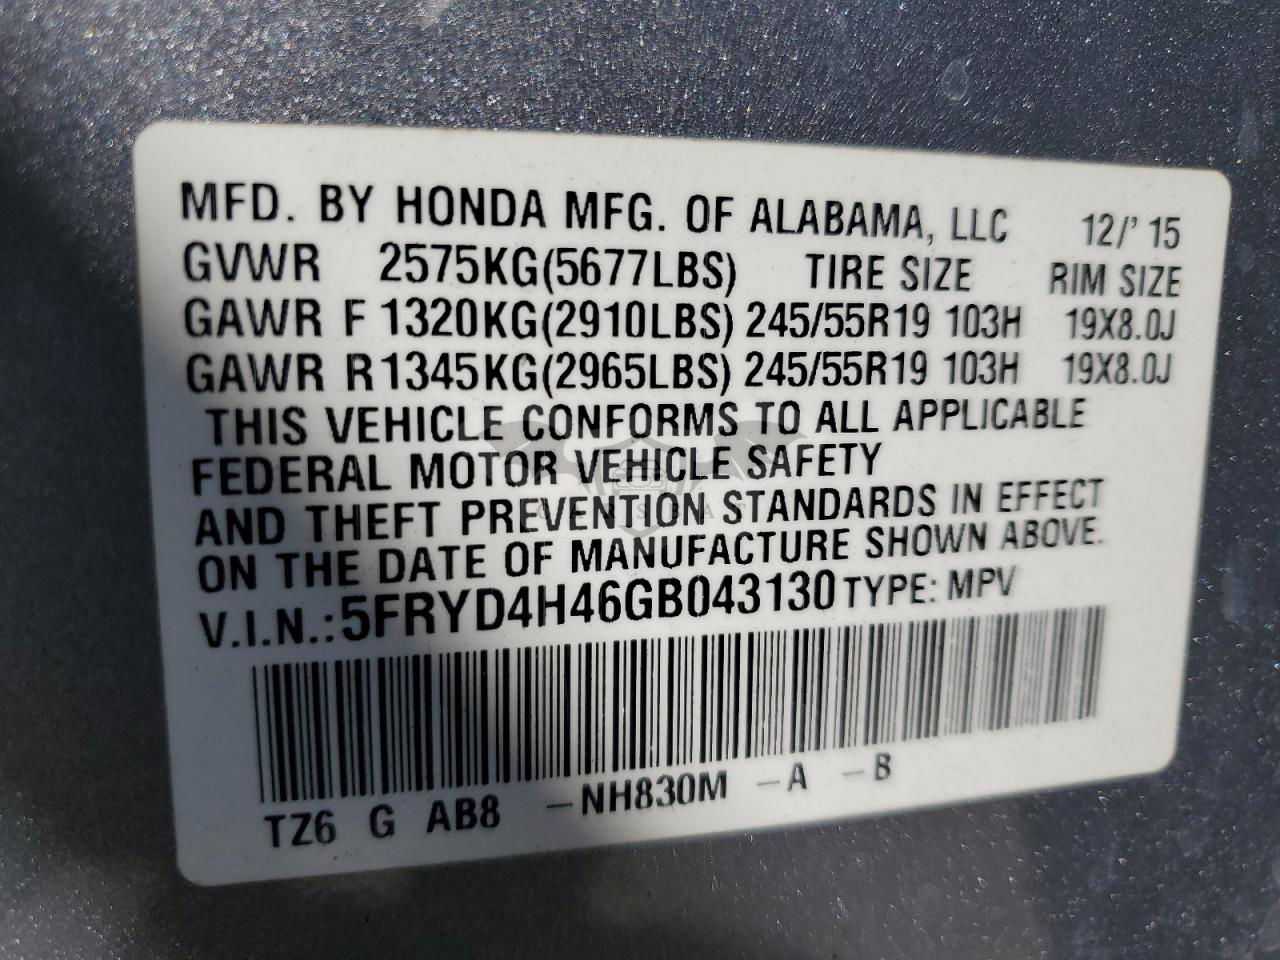 MFD. BY HONDA MFG. OF ALABAMA, LLC 12/'15
GVWR 2575KG(5677LBS) TIRE SIZE RIM SIZE
GAWR F 1320KG(2910LBS) 245/55R19 103H 19X8.0J
GAWR R 1345KG(2965LBS) 245/55R19 103H 19X8.0J
THIS VEHICLE CONFORMS TO ALL APPLICABLE
FEDERAL MOTOR VEHICLE SAFETY
AND THEFT PREVENTION STANDARDS IN EFFECT
ON THE DATE OF MANUFACTURE SHOWN ABOVE.
V.I.N.:5FRYD4H46GB043130 TYPE: MPV
TZ6 G AB8 -NH830M -A -B